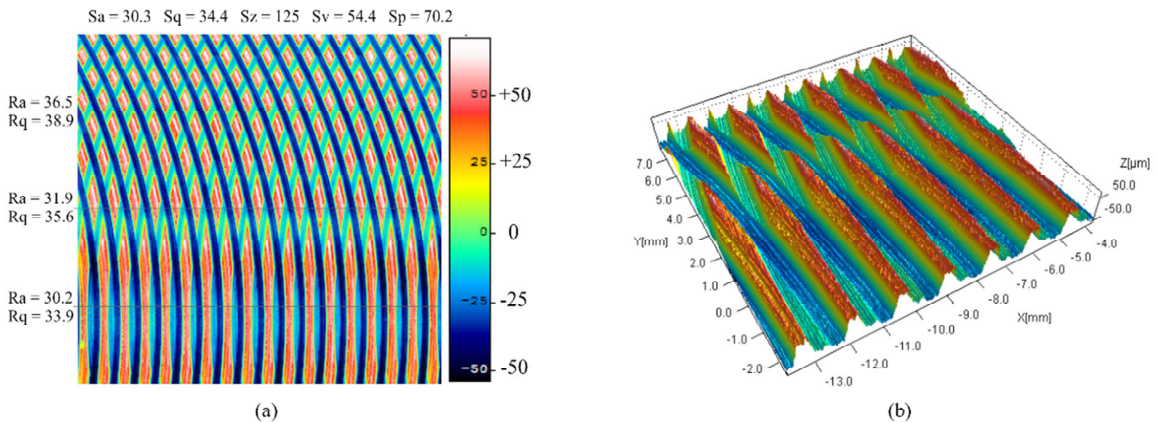 Sa = 30.3 Sq = 34.4 Sz = 125 Sv = 54.4 Sp = 70.2
Ra = 36.5
Rq = 38.9
Ra = 31.9
Rq = 35.6
Ra = 30.2
Rq = 33.9
50
25
0
-25
-50
+50
+25
0
-25
-50
(a)
7.0
6.0
5.0
4.0
3.0
2.0
1.0
0.0
-1.0
-2.0
Y[mm]
-13.0
-12.0
-11.0
-10.0
-9.0
-8.0
-7.0
-6.0
-5.0
-4.0
X[mm]
Z[µm]
50.0
-50.0
(b)